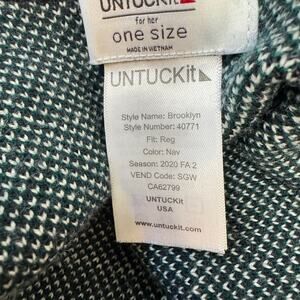 UNTUCKit
for her
one size
MADE IN VIETNAM
UNTUCKit
Style Name: Brooklyn
Style Number: 40771
Fit: Reg
Color: Nav
Season: 2020 FA 2
VEND Code: SGW
CA62799
UNTUCKit
USA
www.untuckit.com